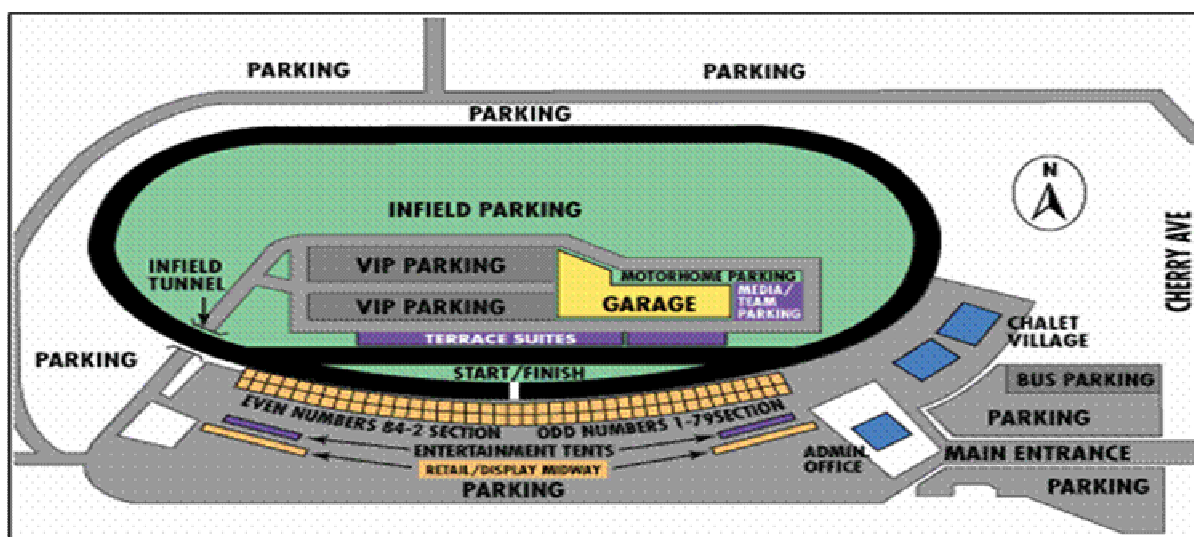 PARKING
PARKING
PARKING
N
INFIELD PARKING
CHERRY AVE
INFIELD
TUNNEL
VIP PARKING
MOTORHOME PARKING
VIP PARKING
GARAGE
MEDIA/
TEAM
PARKING
TERRACE SUITES
CHALET
VILLAGE
PARKING
START/FINISH
BUS PARKING
EVEN NUMBERS 84-2 SECTION
ODD NUMBERS 1-79SECTION
PARKING
ENTERTAINMENT TENTS
ADMIN
OFFICE
MAIN ENTRANCE
RETAIL/DISPLAY MIDWAY
PARKING
PARKING